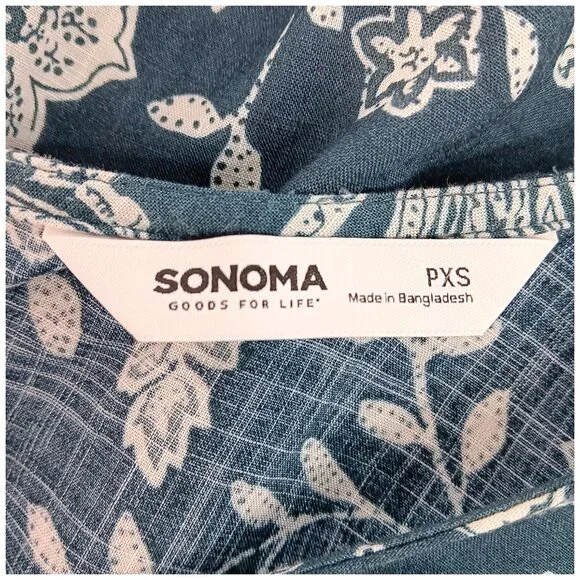 SONOMA
GOODS FOR LIFE*
PXS
Made in Bangladesh